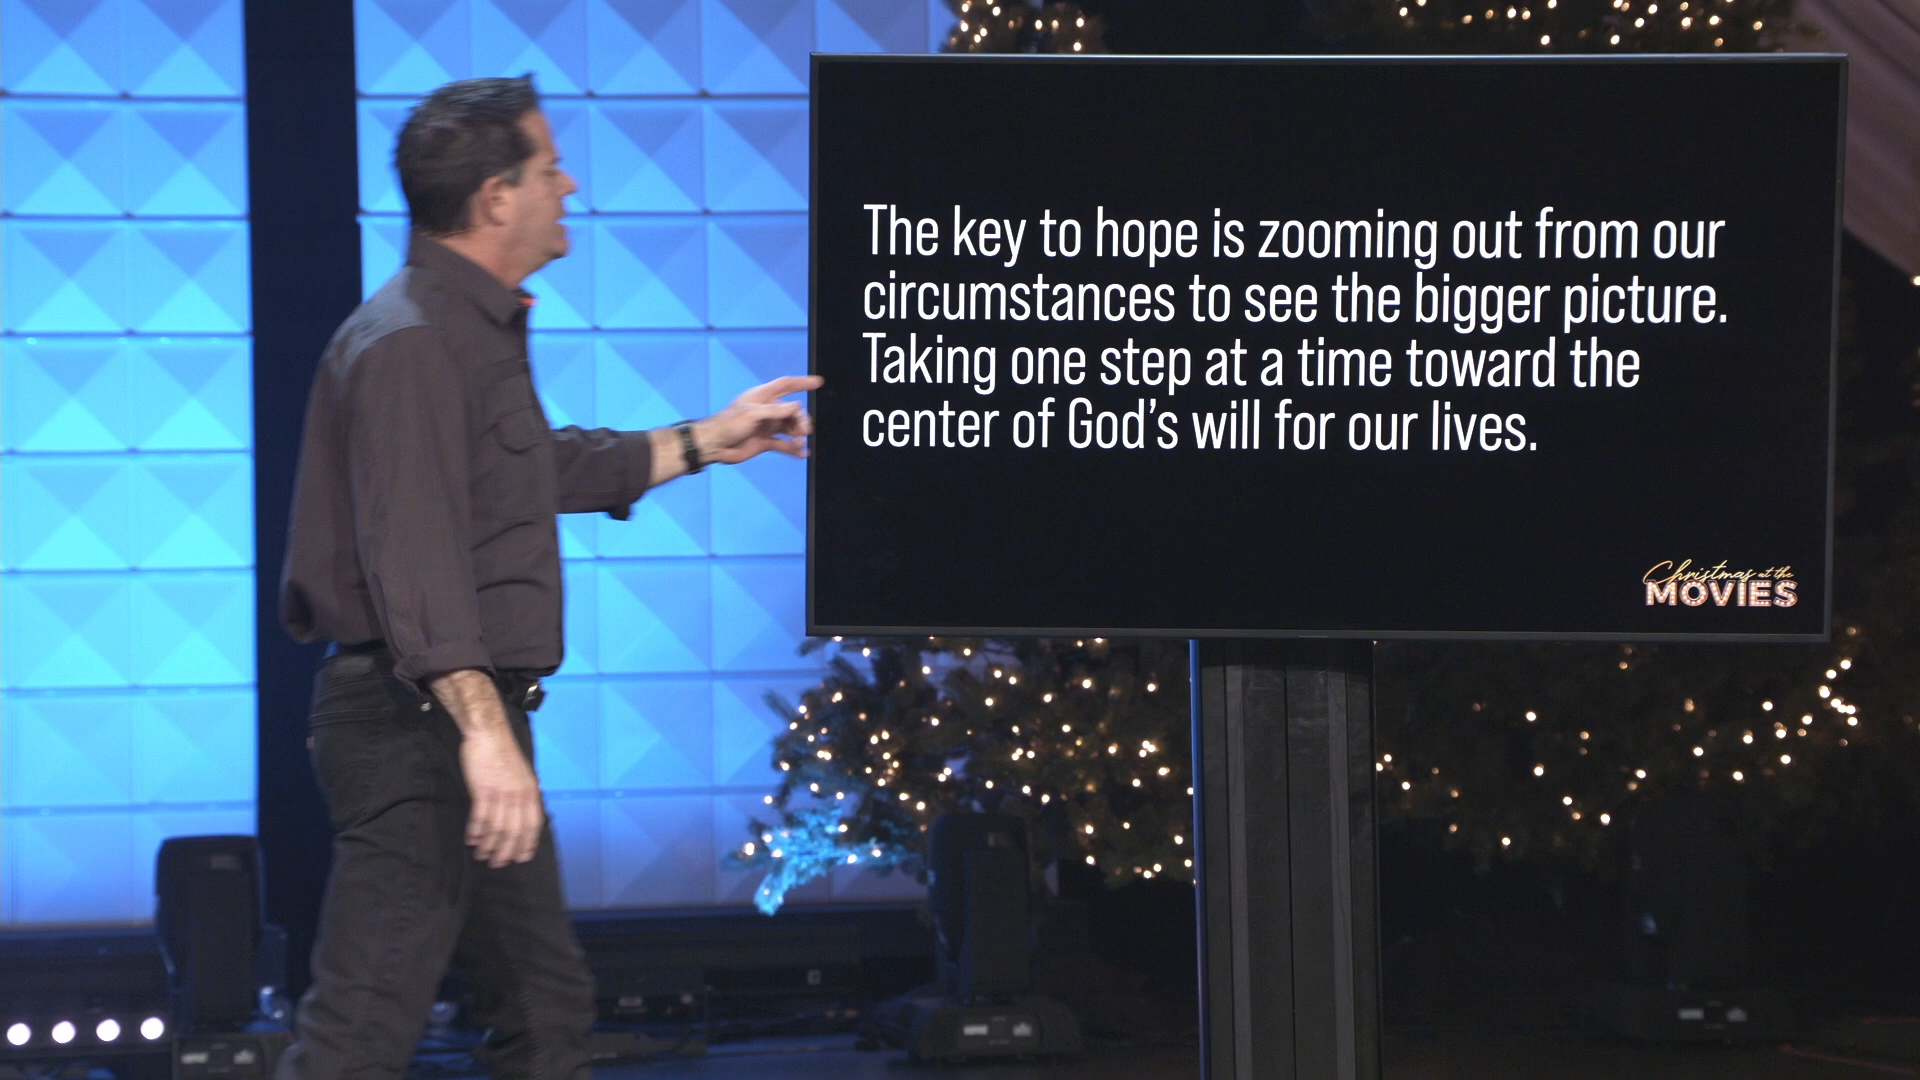 The key to hope is zooming out from our
circumstances to see the bigger picture.
Taking one step at a time toward the
center of God's will for our lives.
Christmas at the
MOVIES